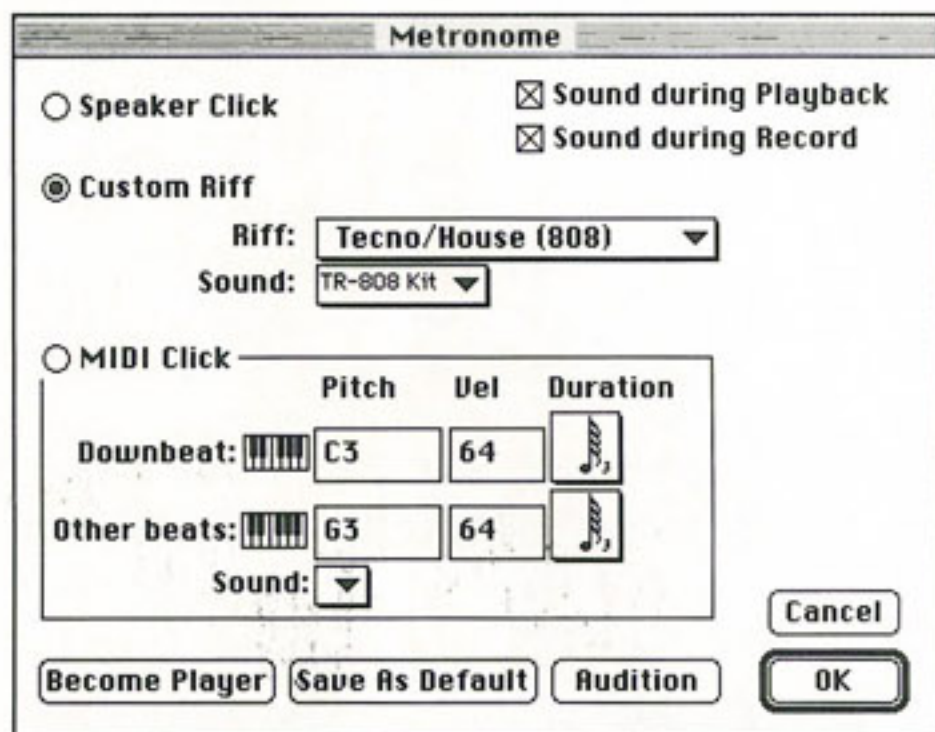 Metronome
Speaker Click
Sound during Playback
Sound during Record
Custom Riff
Riff: Tecno/House (808)
Sound: TR-808 Kit
MIDI Click
Pitch Vel Duration
Downbeat: C3 64
Other beats: G3 64
Sound:
Cancel
Become Player Save As Default Audition OK